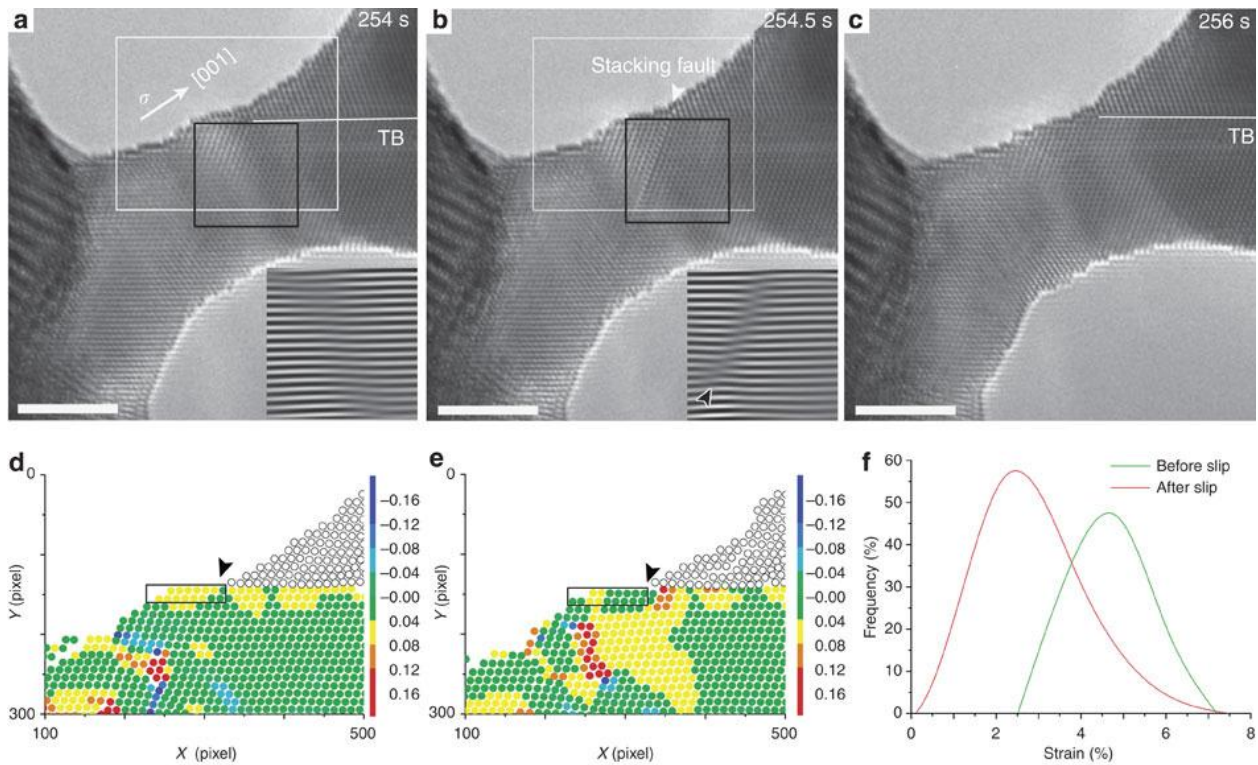 a
254 s
σ
[001]
TB
b
254.5 s
Stacking fault
c
256 s
TB
d
0
Y (pixel)
300
100
X (pixel)
500
–0.16
–0.12
–0.08
–0.04
–0.00
0.04
0.08
0.12
0.16
e
0
Y (pixel)
300
100
X (pixel)
500
–0.16
–0.12
–0.08
–0.04
–0.00
0.04
0.08
0.12
0.16
f
Before slip
After slip
Frequency (%)
60
50
40
30
20
10
0
0
2
4
6
8
Strain (%)